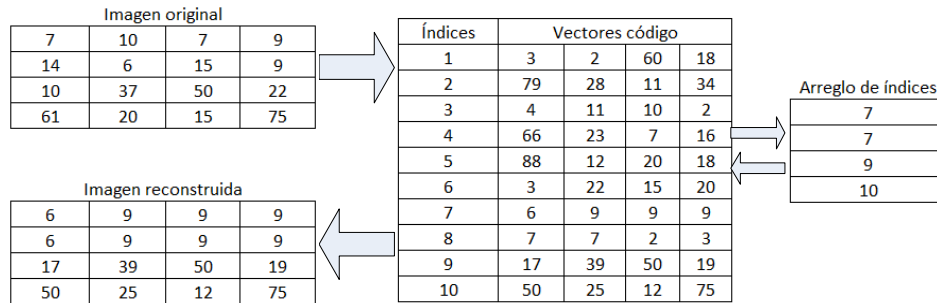 Imagen original
7 10 7 9
14 6 15 9
10 37 50 22
61 20 15 75
Índices Vectores código
1 3 2 60 18
2 79 28 11 34
3 4 11 10 2
4 66 23 7 16
5 88 12 20 18
6 3 22 15 20
7 6 9 9 9
8 7 7 2 3
9 17 39 50 19
10 50 25 12 75
Arreglo de índices
7
7
9
10
Imagen reconstruida
6 9 9 9
6 9 9 9
17 39 50 19
50 25 12 75